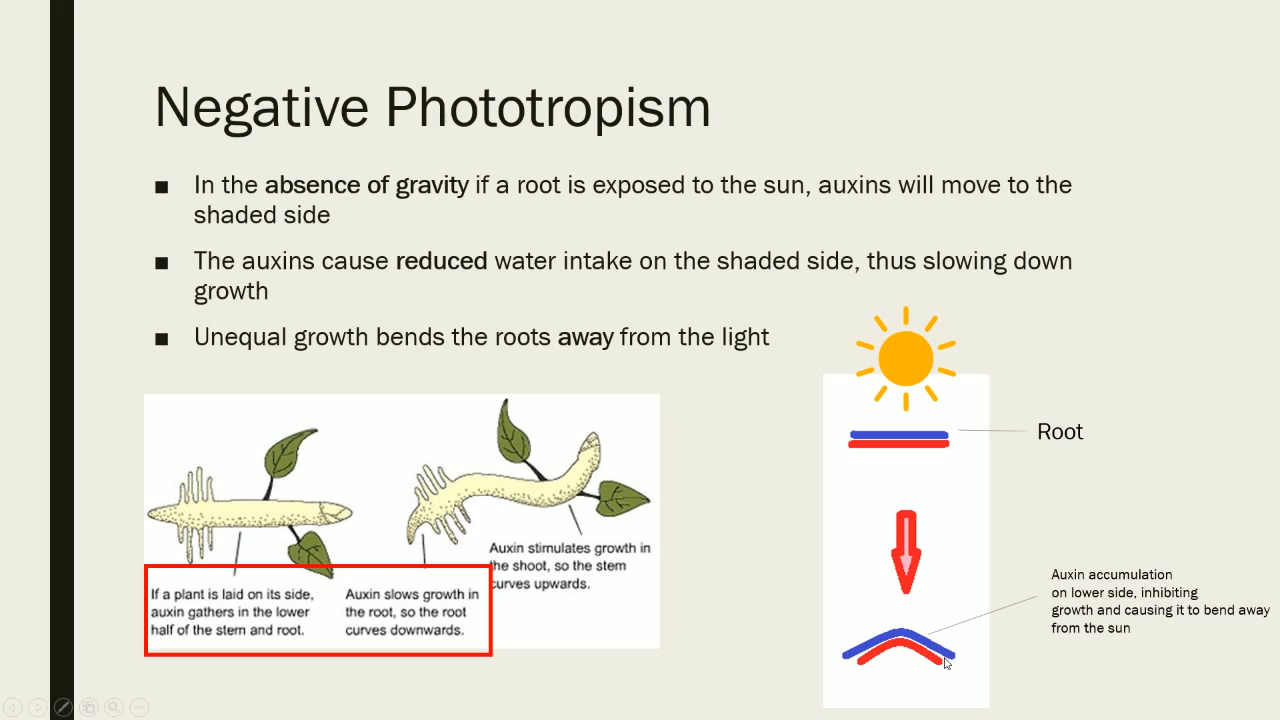 Negative Phototropism
■ In the absence of gravity if a root is exposed to the sun, auxins will move to the
shaded side
■ The auxins cause reduced water intake on the shaded side, thus slowing down
growth
■ Unequal growth bends the roots away from the light
Root
Auxin stimulates growth in
the shoot, so the stem
curves upwards.
If a plant is laid on its side,
auxin gathers in the lower
half of the stem and root.
Auxin slows growth in
the root, so the root
curves downwards.
Auxin accumulation
on lower side, inhibiting
growth and causing it to bend away
from the sun